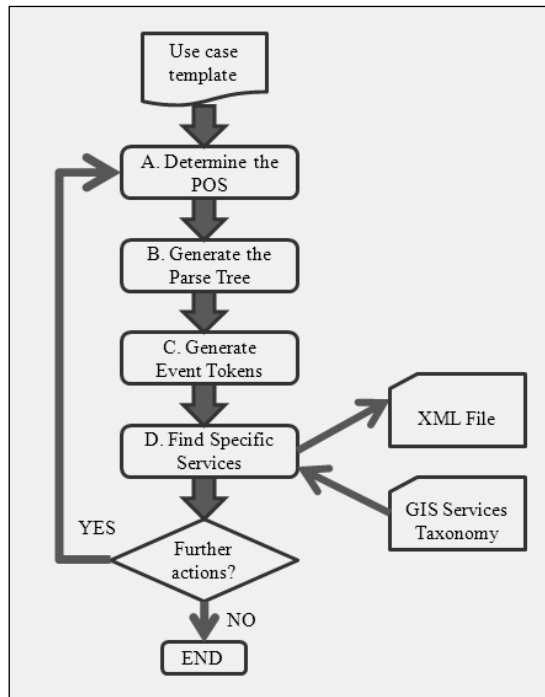 Use case
template
A. Determine the
POS
B. Generate the
Parse Tree
C. Generate
Event Tokens
D. Find Specific
Services
XML File
GIS Services
Taxonomy
YES
Further
actions?
NO
END